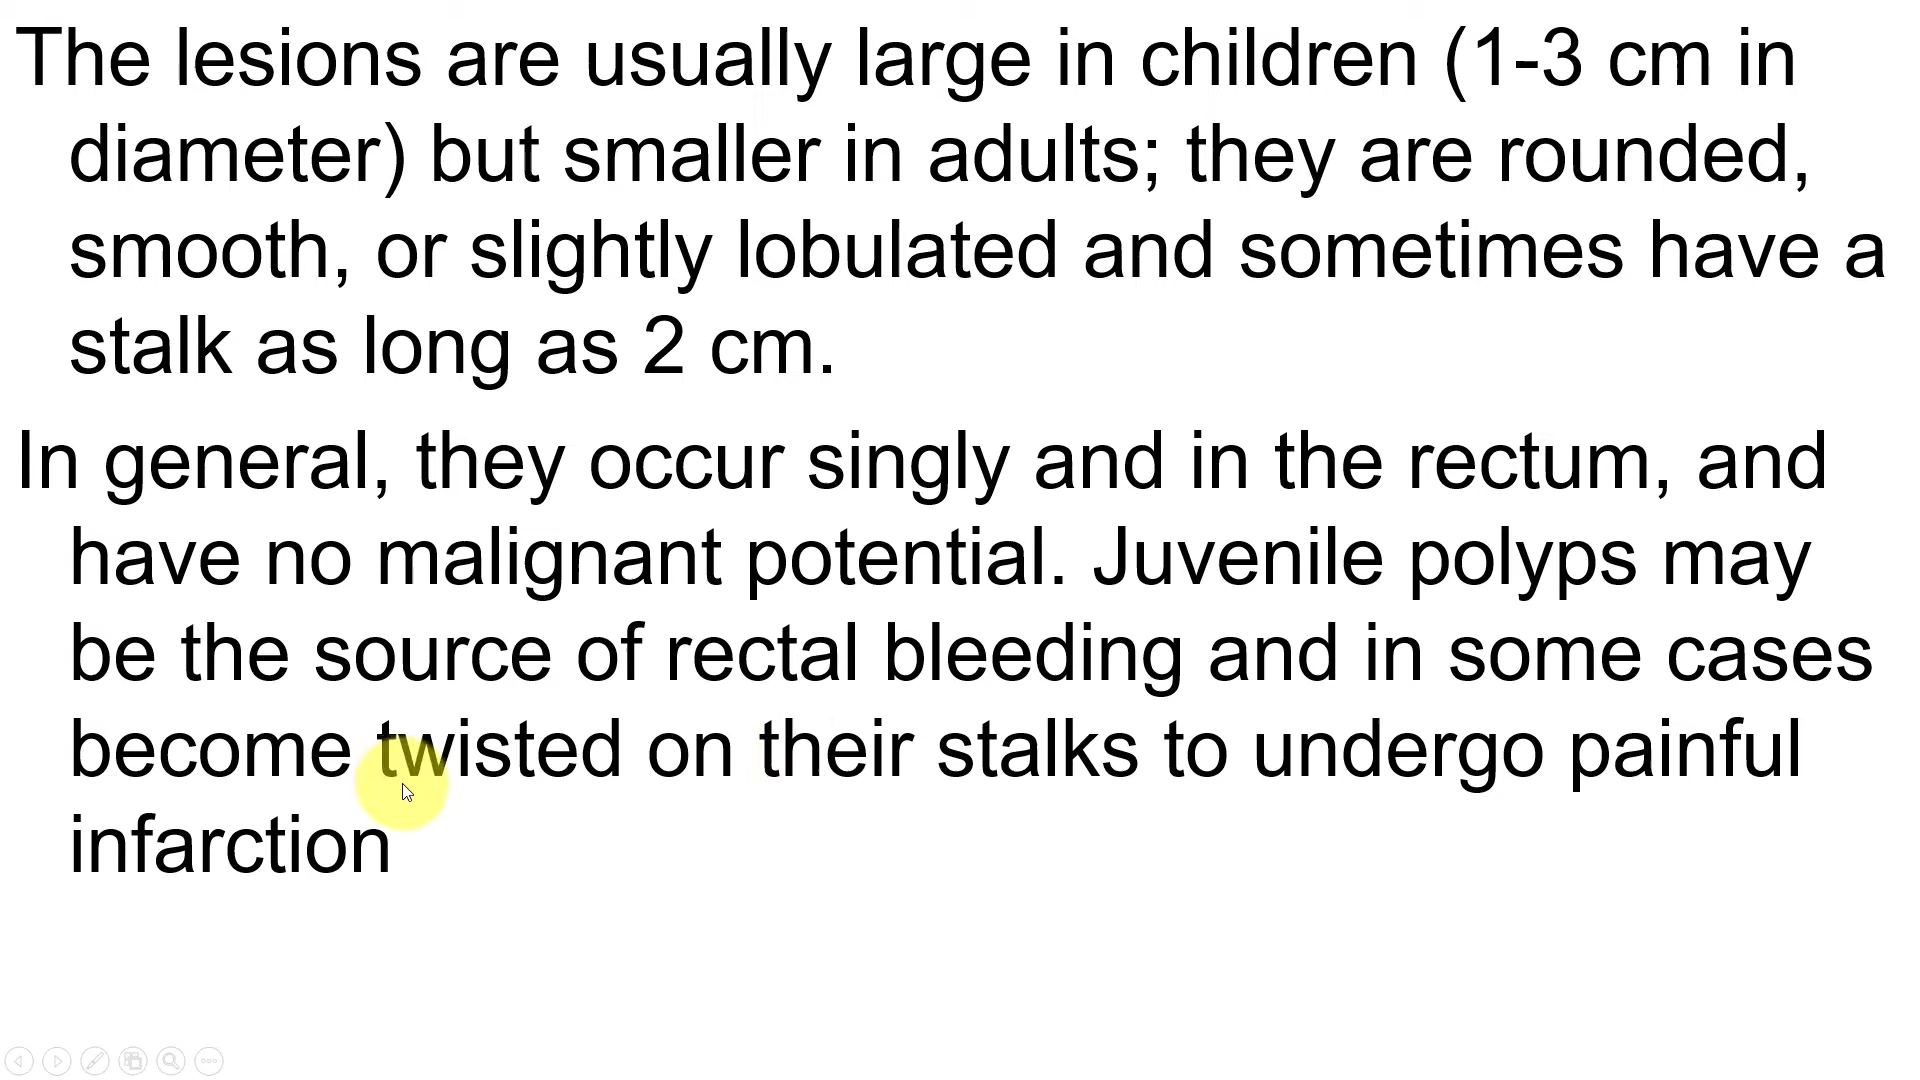 The lesions are usually large in children (1-3 cm in
diameter) but smaller in adults; they are rounded,
smooth, or slightly lobulated and sometimes have a
stalk as long as 2 cm.
In general, they occur singly and in the rectum, and
have no malignant potential. Juvenile polyps may
be the source of rectal bleeding and in some cases
become twisted on their stalks to undergo painful
infarction